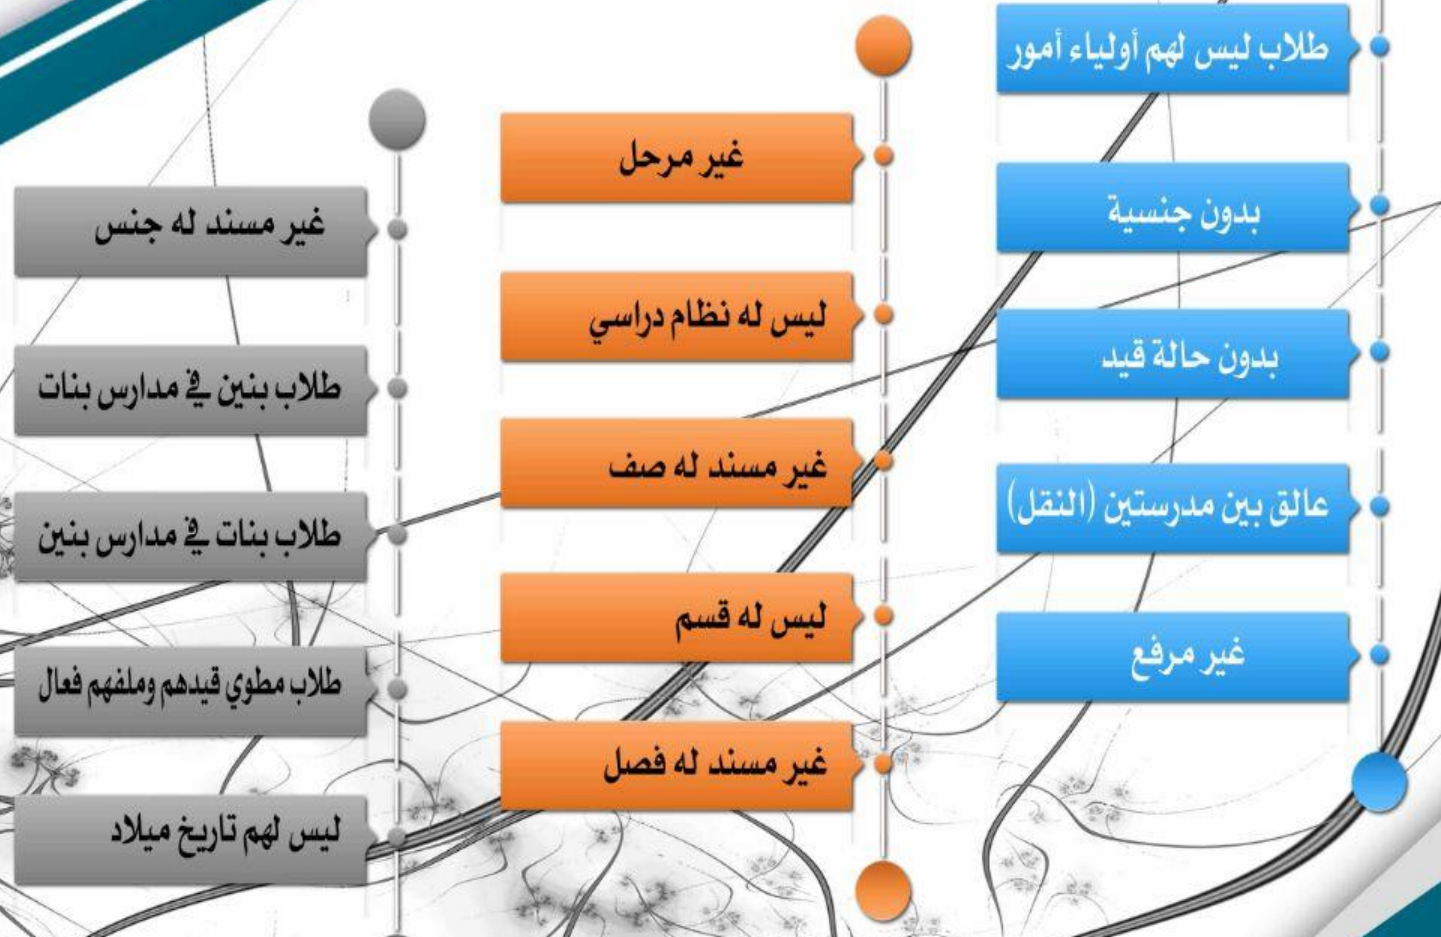 طلاب ليس لهم أولياء أمور
بدون جنسية
بدون حالة قيد
عالق بين مدرستين (النقل)
غير مرفع
غير مرحل
ليس له نظام دراسي
غير مسند له صف
ليس له قسم
غير مسند له فصل
غير مسند له جنس
طلاب بنين في مدارس بنات
طلاب بنات في مدارس بنين
طلاب مطوي قيدهم وملفهم فعال
ليس لهم تاريخ ميلاد